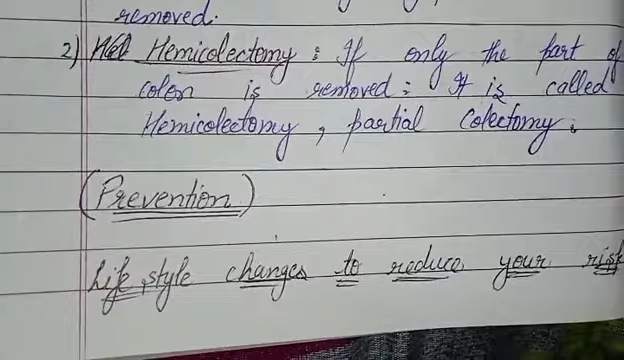 removed.
2) Hemicolectomy : If only the part of
colon is removed : It is called
Hemicolectomy, partial Colectomy.
(Prevention)
Life style changes to reduce your risk